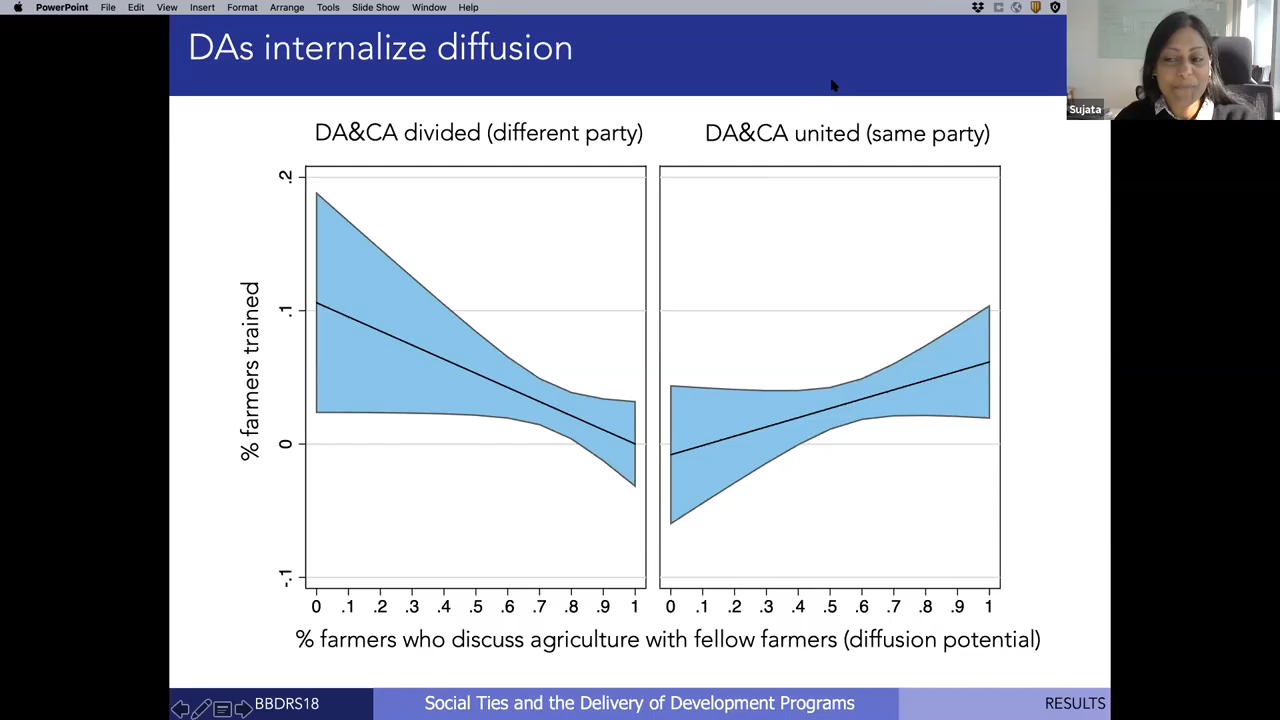 PowerPoint File Edit View Insert Format Arrange Tools Slide Show Window Help
DAs internalize diffusion
Sujata
DA&CA divided (different party)
DA&CA united (same party)
% farmers trained
.2
.1
0
-.1
0 .1 .2 .3 .4 .5 .6 .7 .8 .9 1
0 .1 .2 .3 .4 .5 .6 .7 .8 .9 1
% farmers who discuss agriculture with fellow farmers (diffusion potential)
BBDRS18
Social Ties and the Delivery of Development Programs
RESULTS